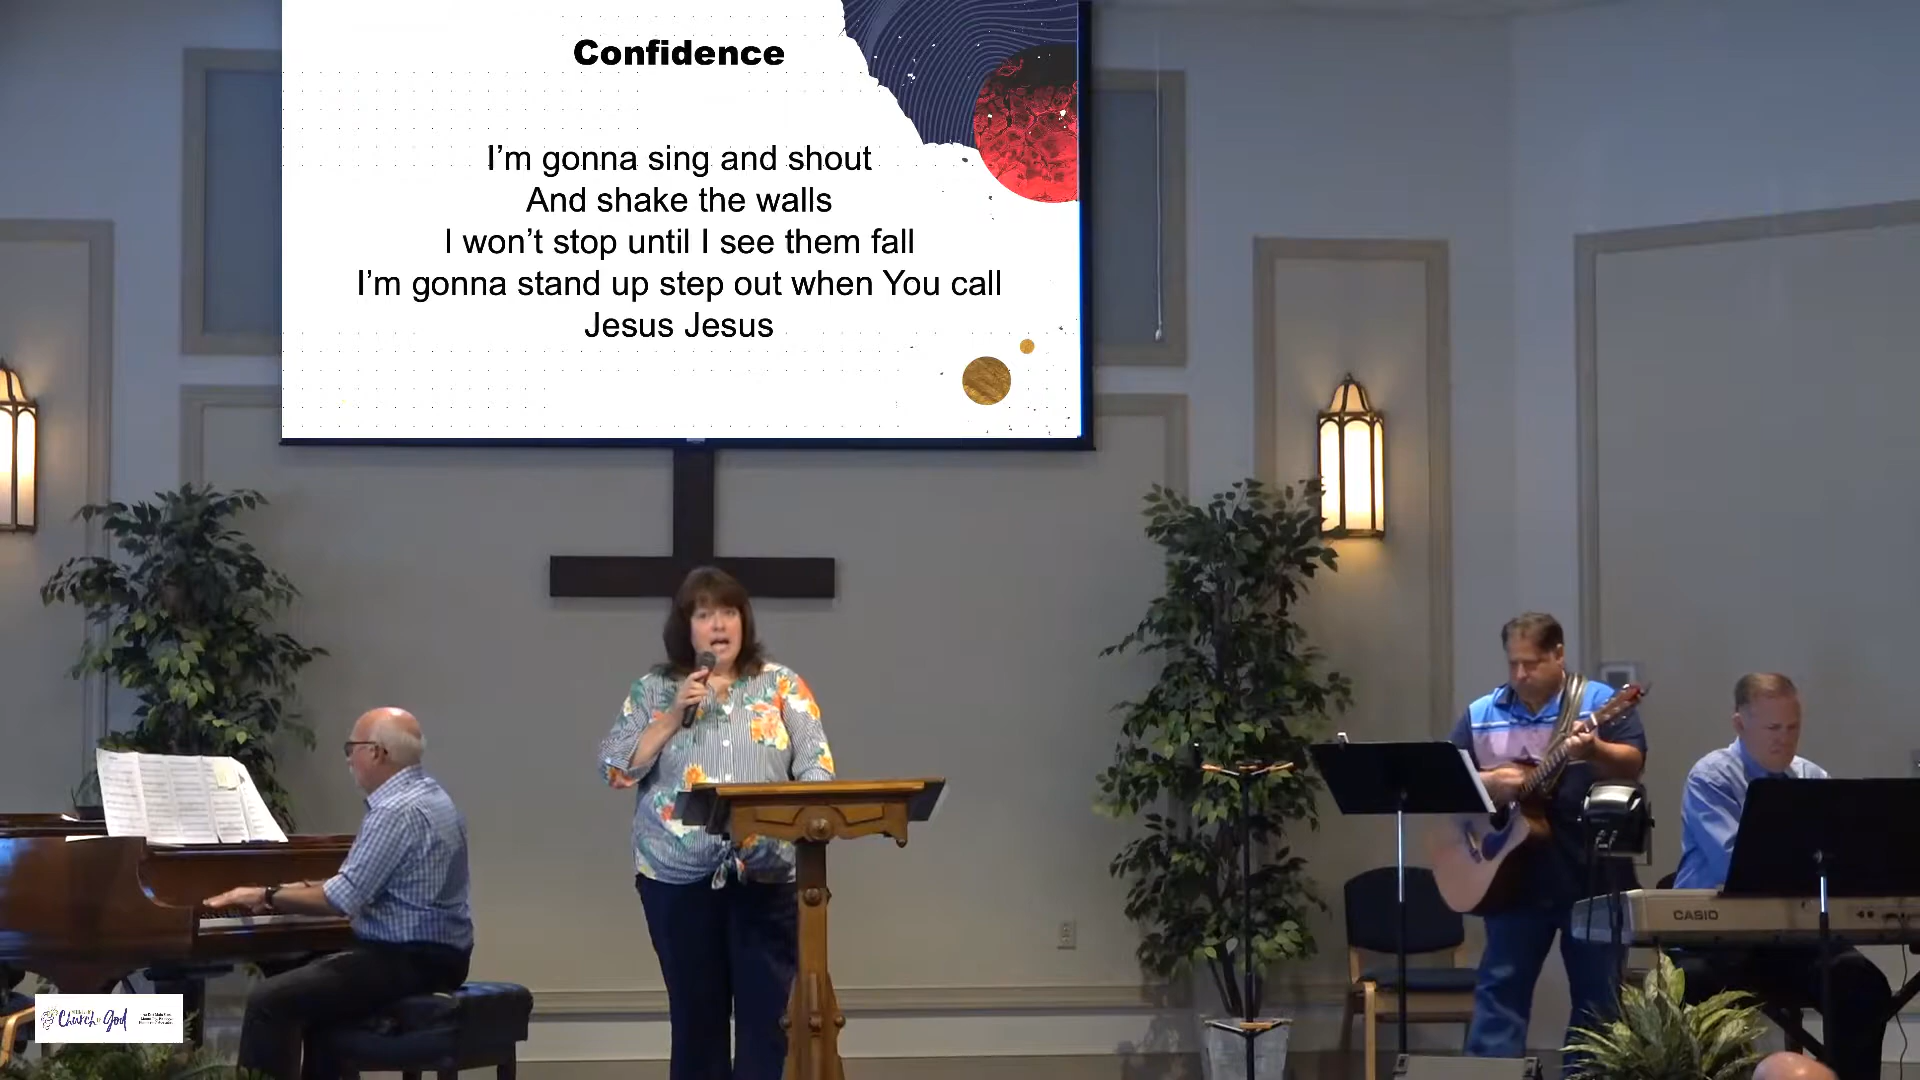 Confidence
I’m gonna sing and shout
And shake the walls
I won’t stop until I see them fall
I’m gonna stand up step out when You call
Jesus Jesus
CASIO
Church of God